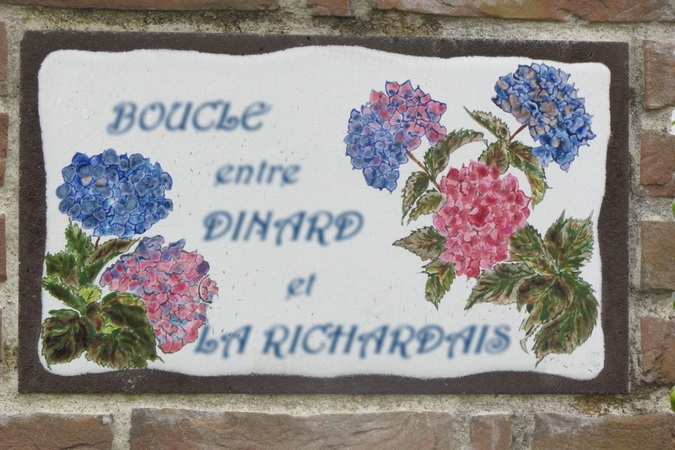 BOUCLE
entre
DINARD
et
LA RICHARDAIS